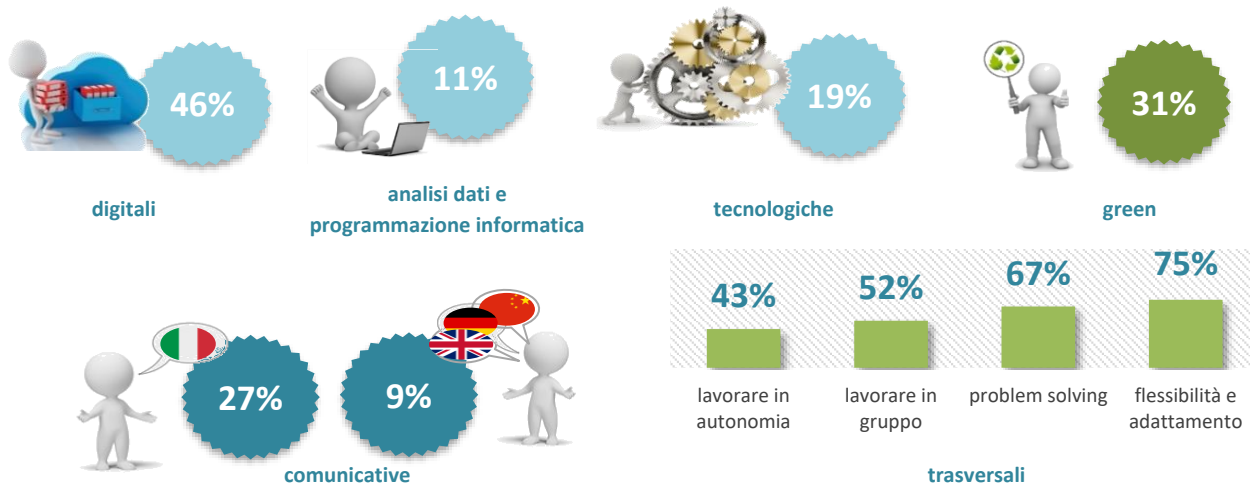 46%
11%
19%
31%
digitali
analisi dati e
programmazione informatica
tecnologiche
green
27%
9%
comunicative
43%
52%
67%
75%
lavorare in
autonomia
lavorare in
gruppo
problem solving
flessibilità e
adattamento
trasversali